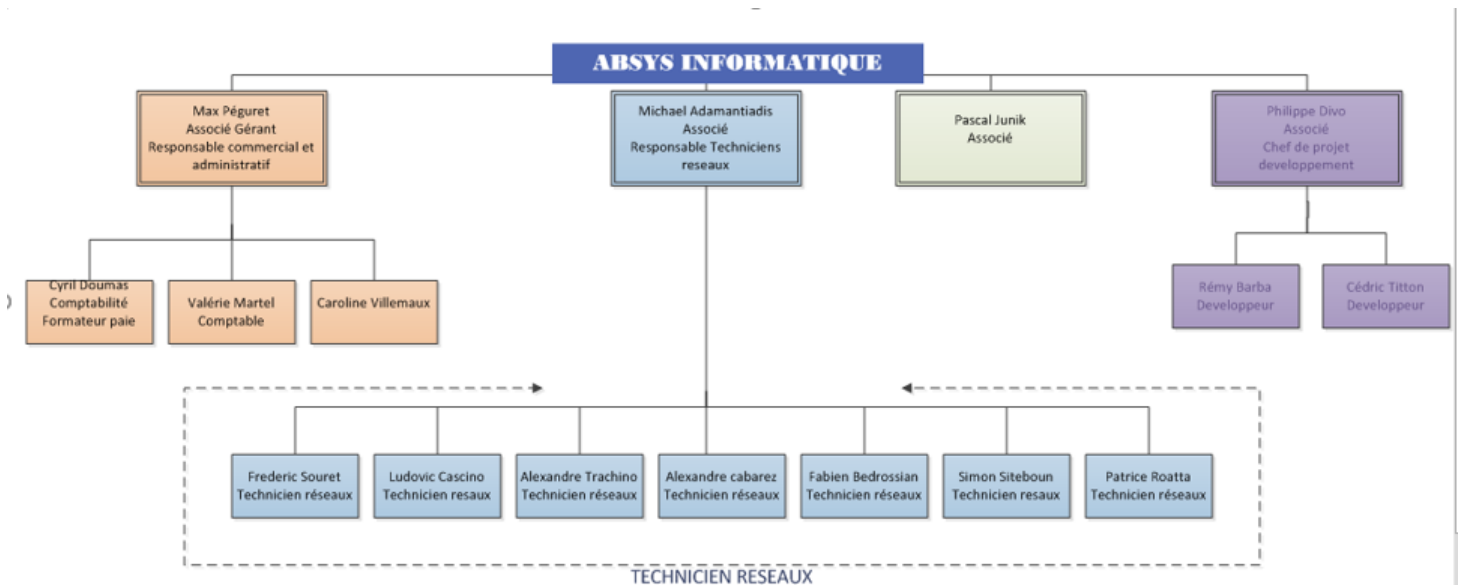 ABSYS INFORMATIQUE
Max Péguret
Associé Gérant
Responsable commercial et
administratif
Michael Adamantiadis
Associé
Responsable Techniciens
reseaux
Pascal Junik
Associé
Philippe Divo
Associé
Chef de projet
developpement
Cyril Doumas
Comptabilité
Formateur paie
Valérie Martel
Comptable
Caroline Villemaux
Rémy Barba
Developpeur
Cédric Titton
Developpeur
Frederic Souret
Technicien réseaux
Ludovic Cascino
Technicien resaux
Alexandre Trachino
Technicien réseaux
Alexandre cabarez
Technicien réseaux
Fabien Bedrossian
Technicien réseaux
Simon Siteboun
Technicien resaux
Patrice Roatta
Technicien réseaux
TECHNICIEN RESEAUX